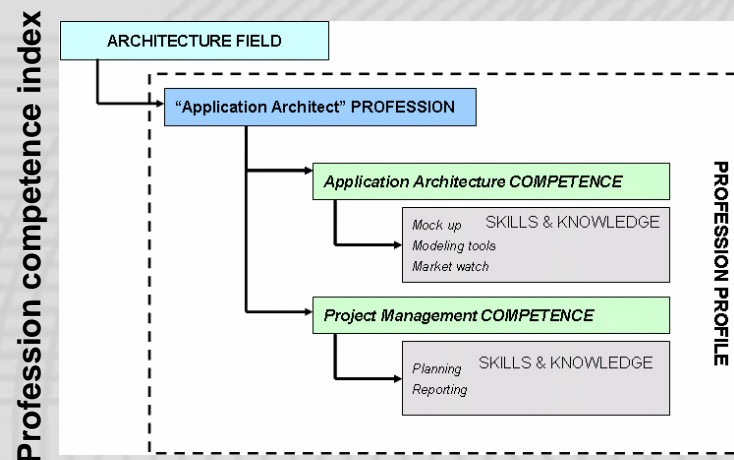 Profession competence index
ARCHITECTURE FIELD
“Application Architect” PROFESSION
Application Architecture COMPETENCE
SKILLS & KNOWLEDGE
Mock up
Modeling tools
Market watch
Project Management COMPETENCE
SKILLS & KNOWLEDGE
Planning
Reporting
PROFESSION PROFILE